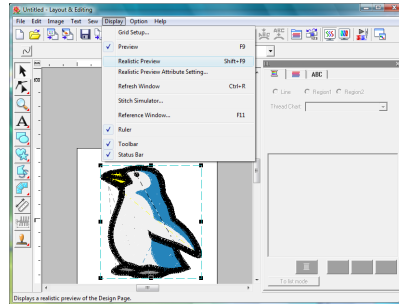 Untitled - Layout & Editing
File Edit Image Text Sew Display Option Help
Grid Setup...
Preview F9
Realistic Preview Shift+F9
Realistic Preview Attribute Setting...
Refresh Window Ctrl+R
Stitch Simulator...
Reference Window... F11
Ruler
Toolbar
Status Bar
ABC
Line Region1 Region2
Thread Chart
A
To be node
Displays a realistic preview of the Design Page.